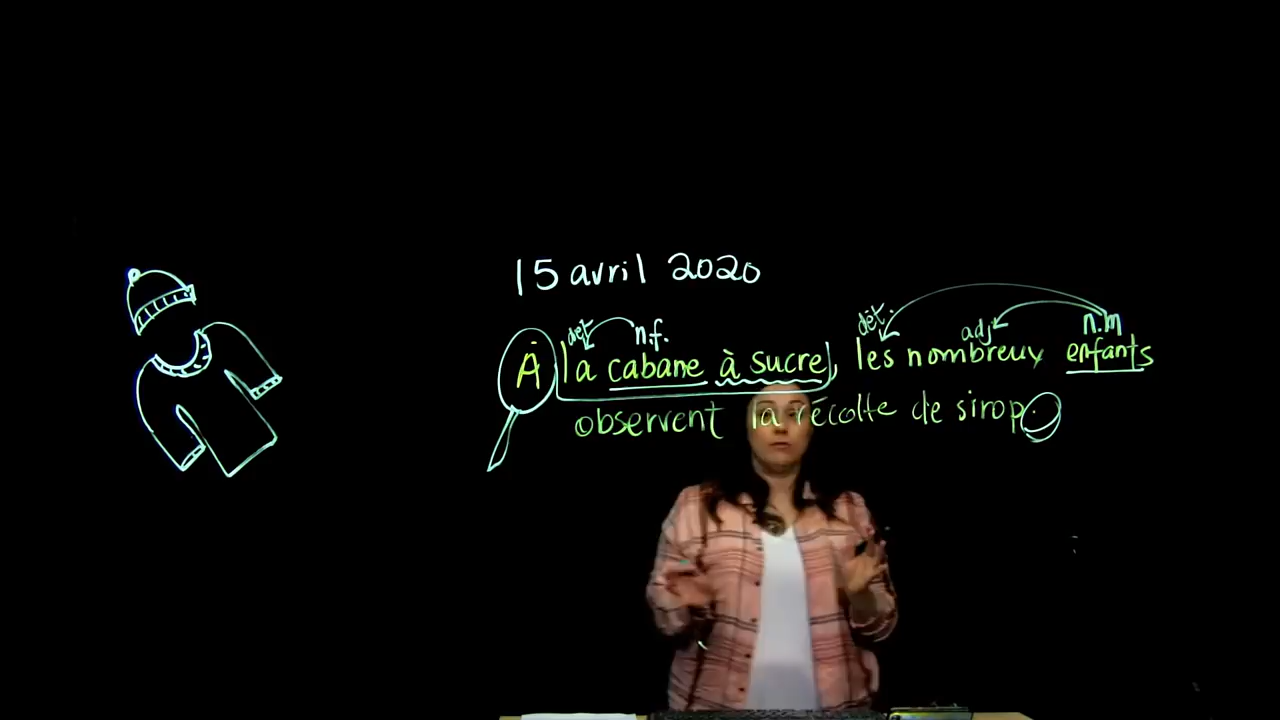 15 avril 2020
dét n.f. dét. adj n.m
À la cabane à sucre, les nombreux enfants
observent la récolte de sirop.